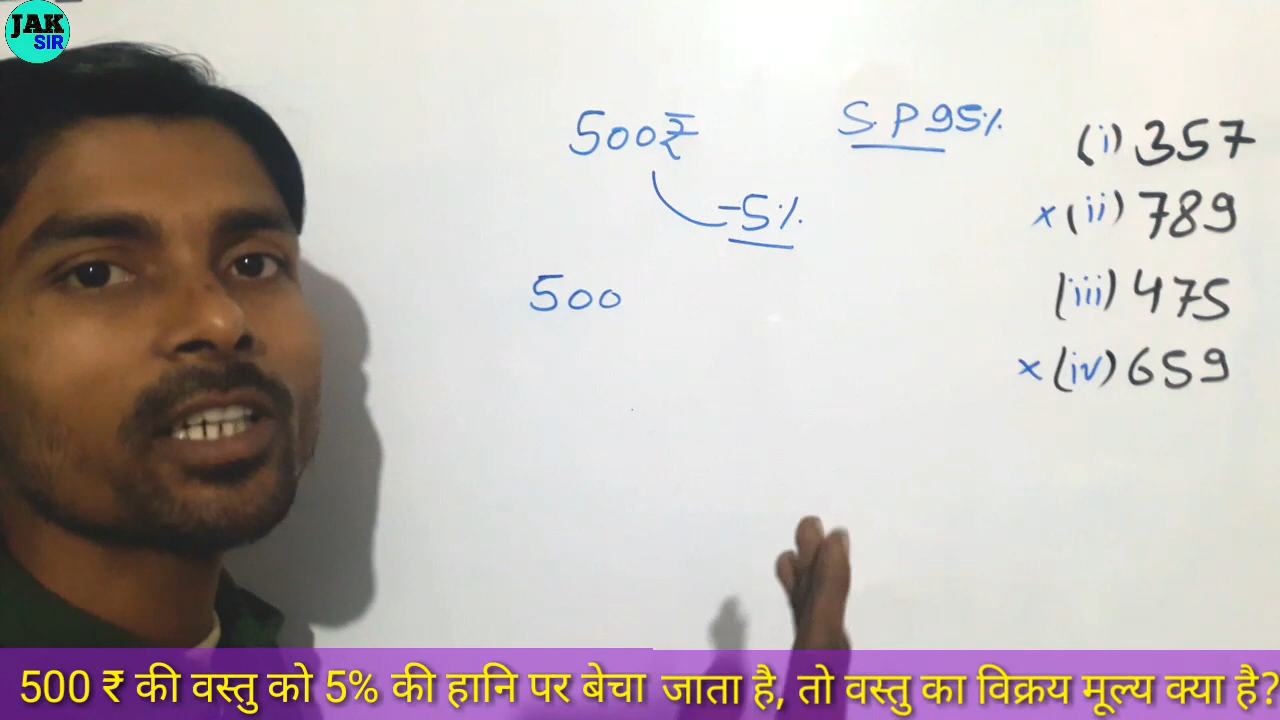 JAK
SIR
500₹
S.P 95%
-5%
500
(i) 357
x (ii) 789
(iii) 475
x (iv) 659
500 ₹ की वस्तु को 5% की हानि पर बेचा जाता है, तो वस्तु का विक्रय मूल्य क्या है?